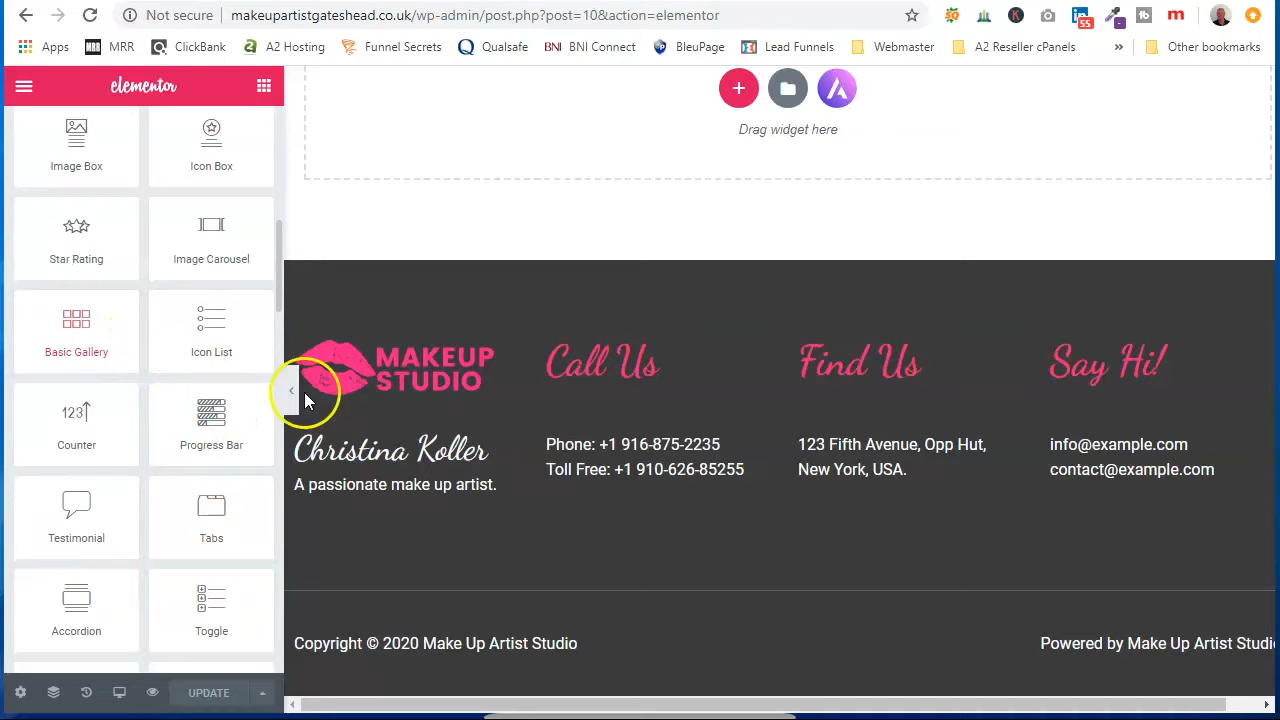 Not secure | makeupartistgateshead.co.uk/wp-admin/post.php?post=10&action=elementor
55
Apps MRR ClickBank A2 Hosting Funnel Secrets Qualsafe BNI BNI Connect BleuPage Lead Funnels Webmaster A2 Reseller cPanels » Other bookmarks
elementor
Drag widget here
Image Box Icon Box
Star Rating Image Carousel
Basic Gallery Icon List
Counter Progress Bar
Testimonial Tabs
Accordion Toggle
UPDATE
MAKEUP
STUDIO
Christina Koller
A passionate make up artist.
Call Us
Phone: +1 916-875-2235
Toll Free: +1 910-626-85255
Find Us
123 Fifth Avenue, Opp Hut,
New York, USA.
Say Hi!
info@example.com
contact@example.com
Copyright © 2020 Make Up Artist Studio
Powered by Make Up Artist Studi